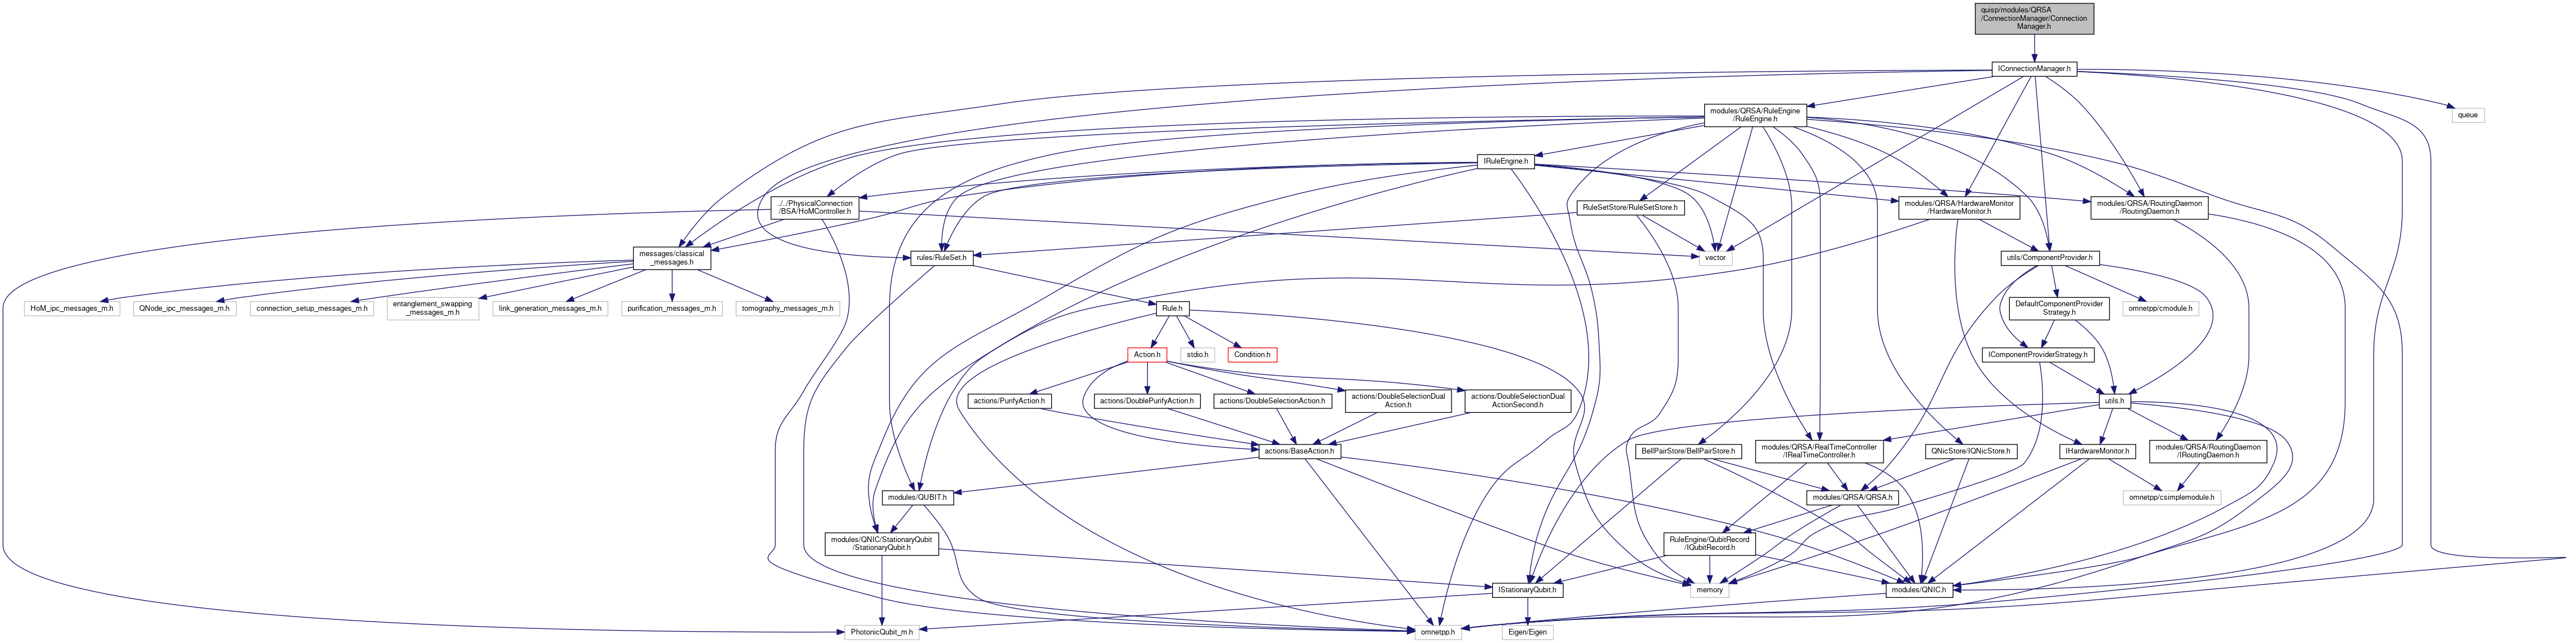 quisp/modules/QRSA
/ConnectionManager/Connection
Manager.h
IConnectionManager.h
modules/QRSA/RuleEngine
/RuleEngine.h
queue
IRuleEngine.h
../../PhysicalConnection
/BSA/HoMController.h
RuleSetStore/RuleSetStore.h
modules/QRSA/HardwareMonitor
/HardwareMonitor.h
modules/QRSA/RoutingDaemon
/RoutingDaemon.h
messages/classical
_messages.h
rules/RuleSet.h
vector
utils/ComponentProvider.h
HoM_ipc_messages_m.h
QNode_ipc_messages_m.h
connection_setup_messages_m.h
entanglement_swapping
_messages_m.h
link_generation_messages_m.h
purification_messages_m.h
tomography_messages_m.h
Rule.h
DefaultComponentProvider
Strategy.h
omnetpp/cmodule.h
Action.h
stdio.h
Condition.h
IComponentProviderStrategy.h
actions/PurifyAction.h
actions/DoublePurifyAction.h
actions/DoubleSelectionAction.h
actions/DoubleSelectionDual
Action.h
actions/DoubleSelectionDual
ActionSecond.h
utils.h
actions/BaseAction.h
BellPairStore/BellPairStore.h
modules/QRSA/RealTimeController
/IRealTimeController.h
QNicStore/IQNicStore.h
IHardwareMonitor.h
modules/QRSA/RoutingDaemon
/IRoutingDaemon.h
modules/QUBIT.h
modules/QRSA/QRSA.h
omnetpp/csimplemodule.h
modules/QNIC/StationaryQubit
/StationaryQubit.h
RuleEngine/QubitRecord
/IQubitRecord.h
IStationaryQubit.h
memory
modules/QNIC.h
PhotonicQubit_m.h
omnetpp.h
Eigen/Eigen